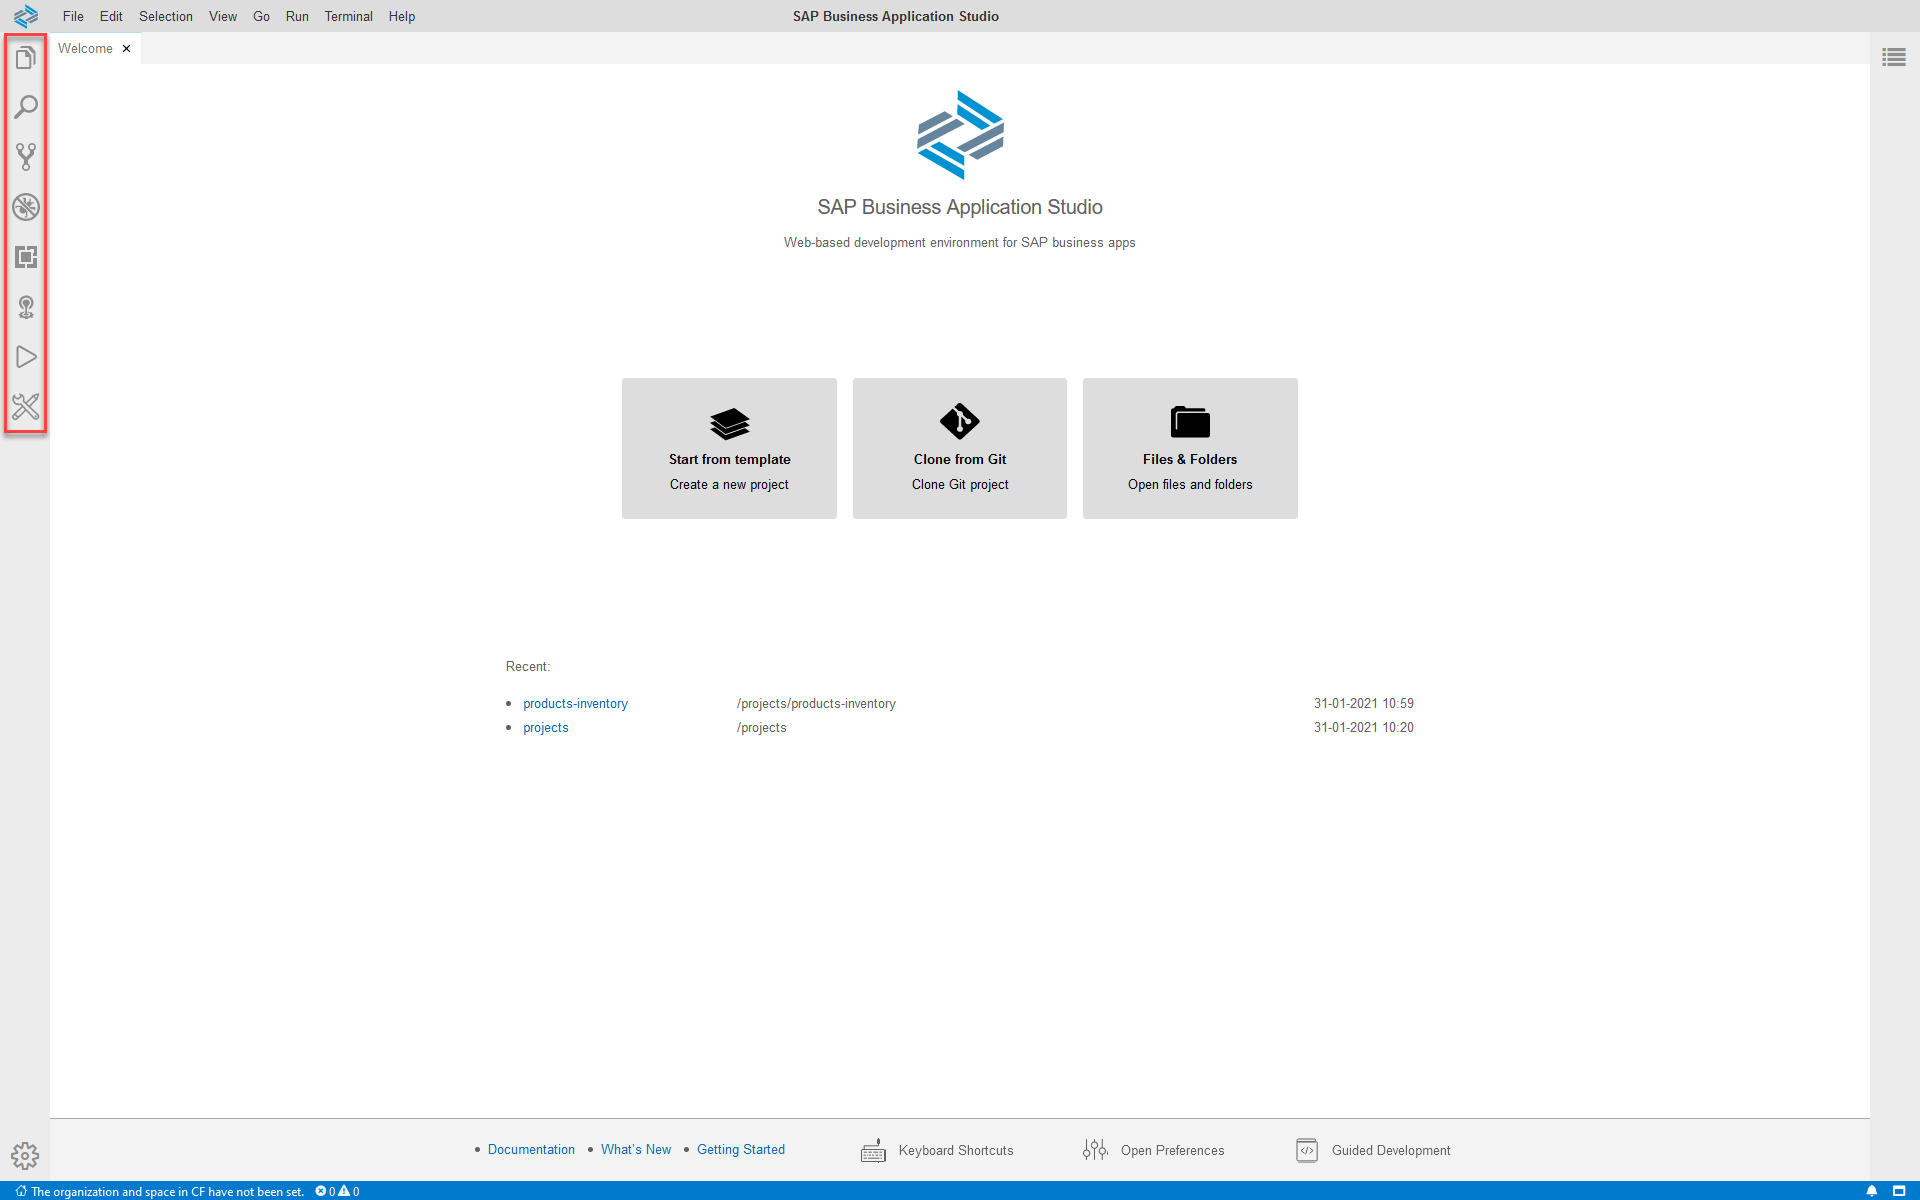 File Edit Selection View Go Run Terminal Help SAP Business Application Studio
Welcome
SAP Business Application Studio
Web-based development environment for SAP business apps
Start from template Clone from Git Files & Folders
Create a new project Clone Git project Open files and folders
Recent:
products-inventory /projects/products-inventory 31-01-2021 10:59
projects /projects 31-01-2021 10:20
Documentation What's New Getting Started Keyboard Shortcuts Open Preferences Guided Development
The organization and space in CF have not been set. 0 0